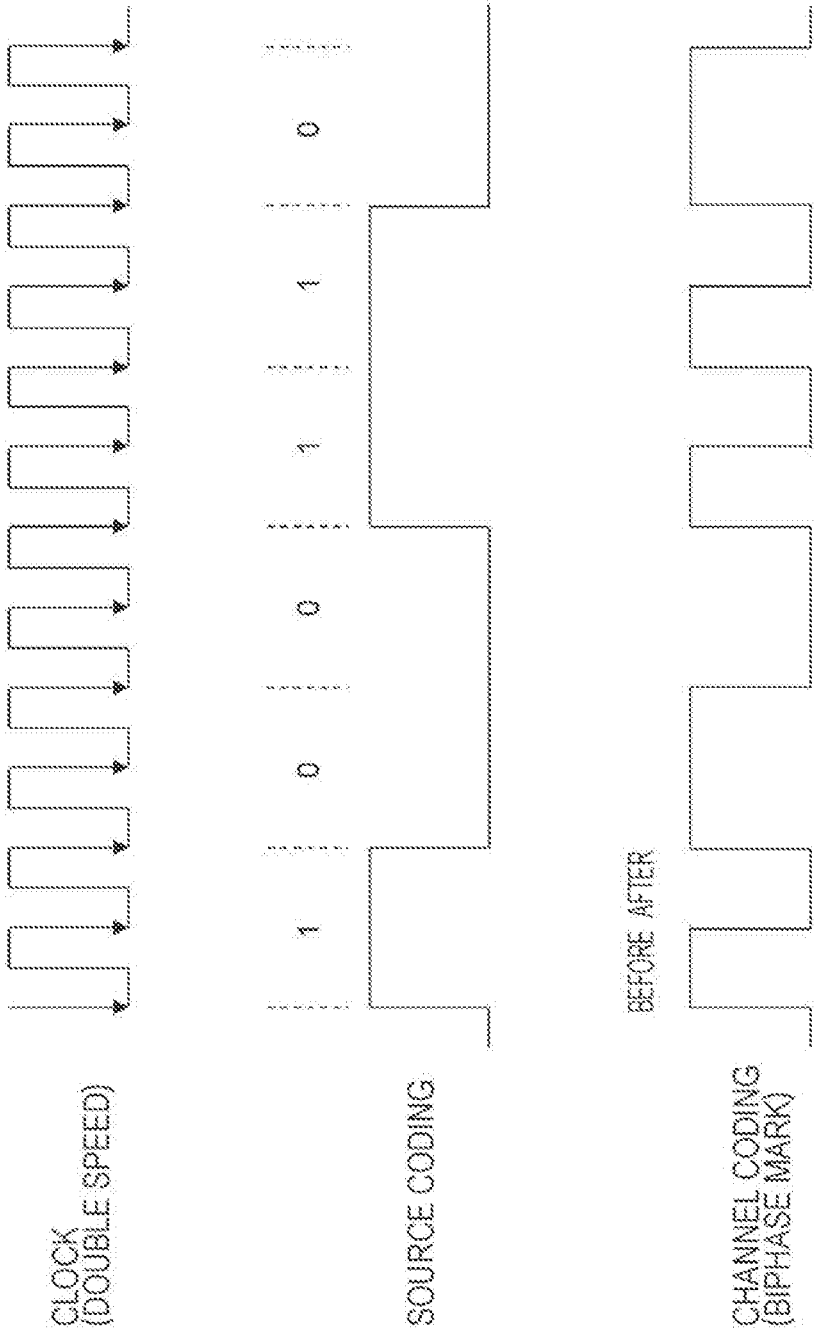 CLOCK
(DOUBLE SPEED)
SOURCE CODING
1 0 0 1 1 0
BEFORE AFTER
CHANNEL CODING
(BIPHASE MARK)